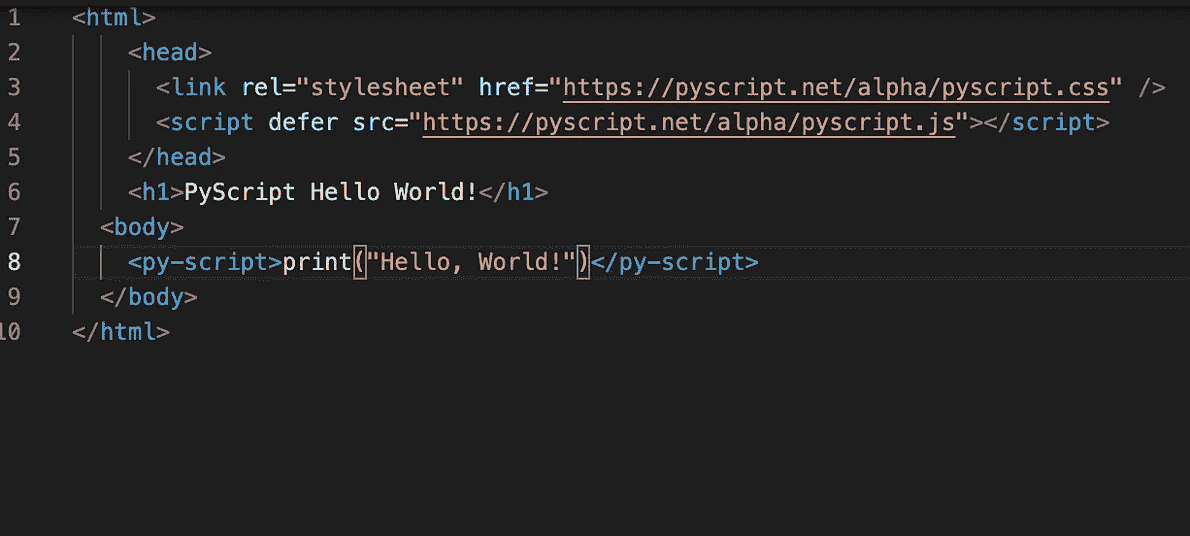 1 <html>
2 <head>
3 <link rel="stylesheet" href="https://pyscript.net/alpha/pyscript.css" />
4 <script defer src="https://pyscript.net/alpha/pyscript.js"></script>
5 </head>
6 <h1>PyScript Hello World!</h1>
7 <body>
8 <py-script>print("Hello, World!")</py-script>
9 </body>
10 </html>